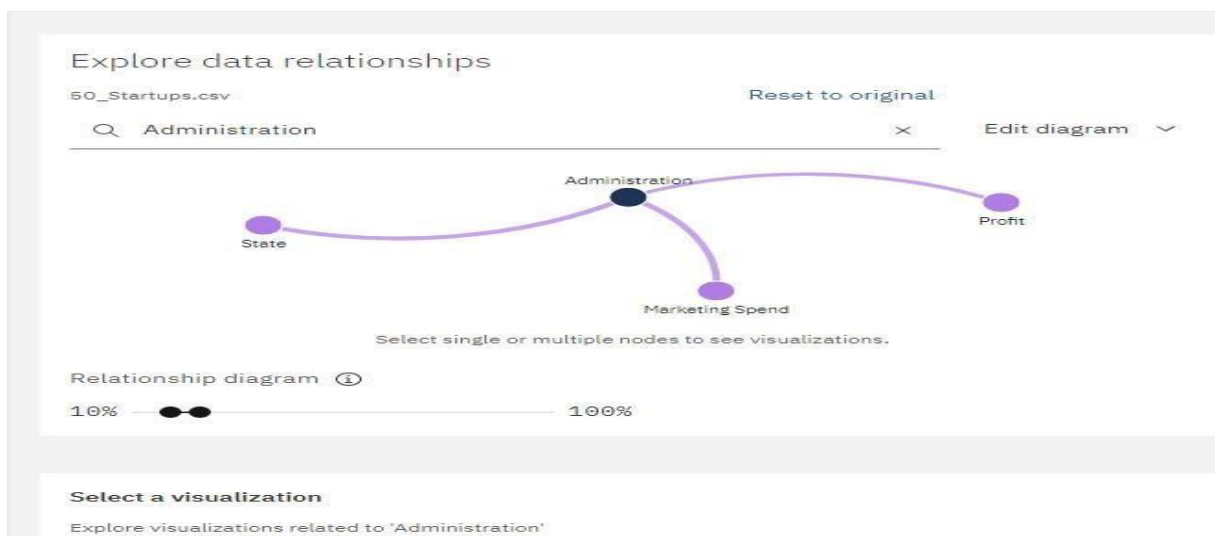 Explore data relationships
50_Startups.csv
Reset to original
Administration
Edit diagram
Administration
Profit
State
Marketing Spend
Select single or multiple nodes to see visualizations.
Relationship diagram
10% 100%
Select a visualization
Explore visualizations related to 'Administration'